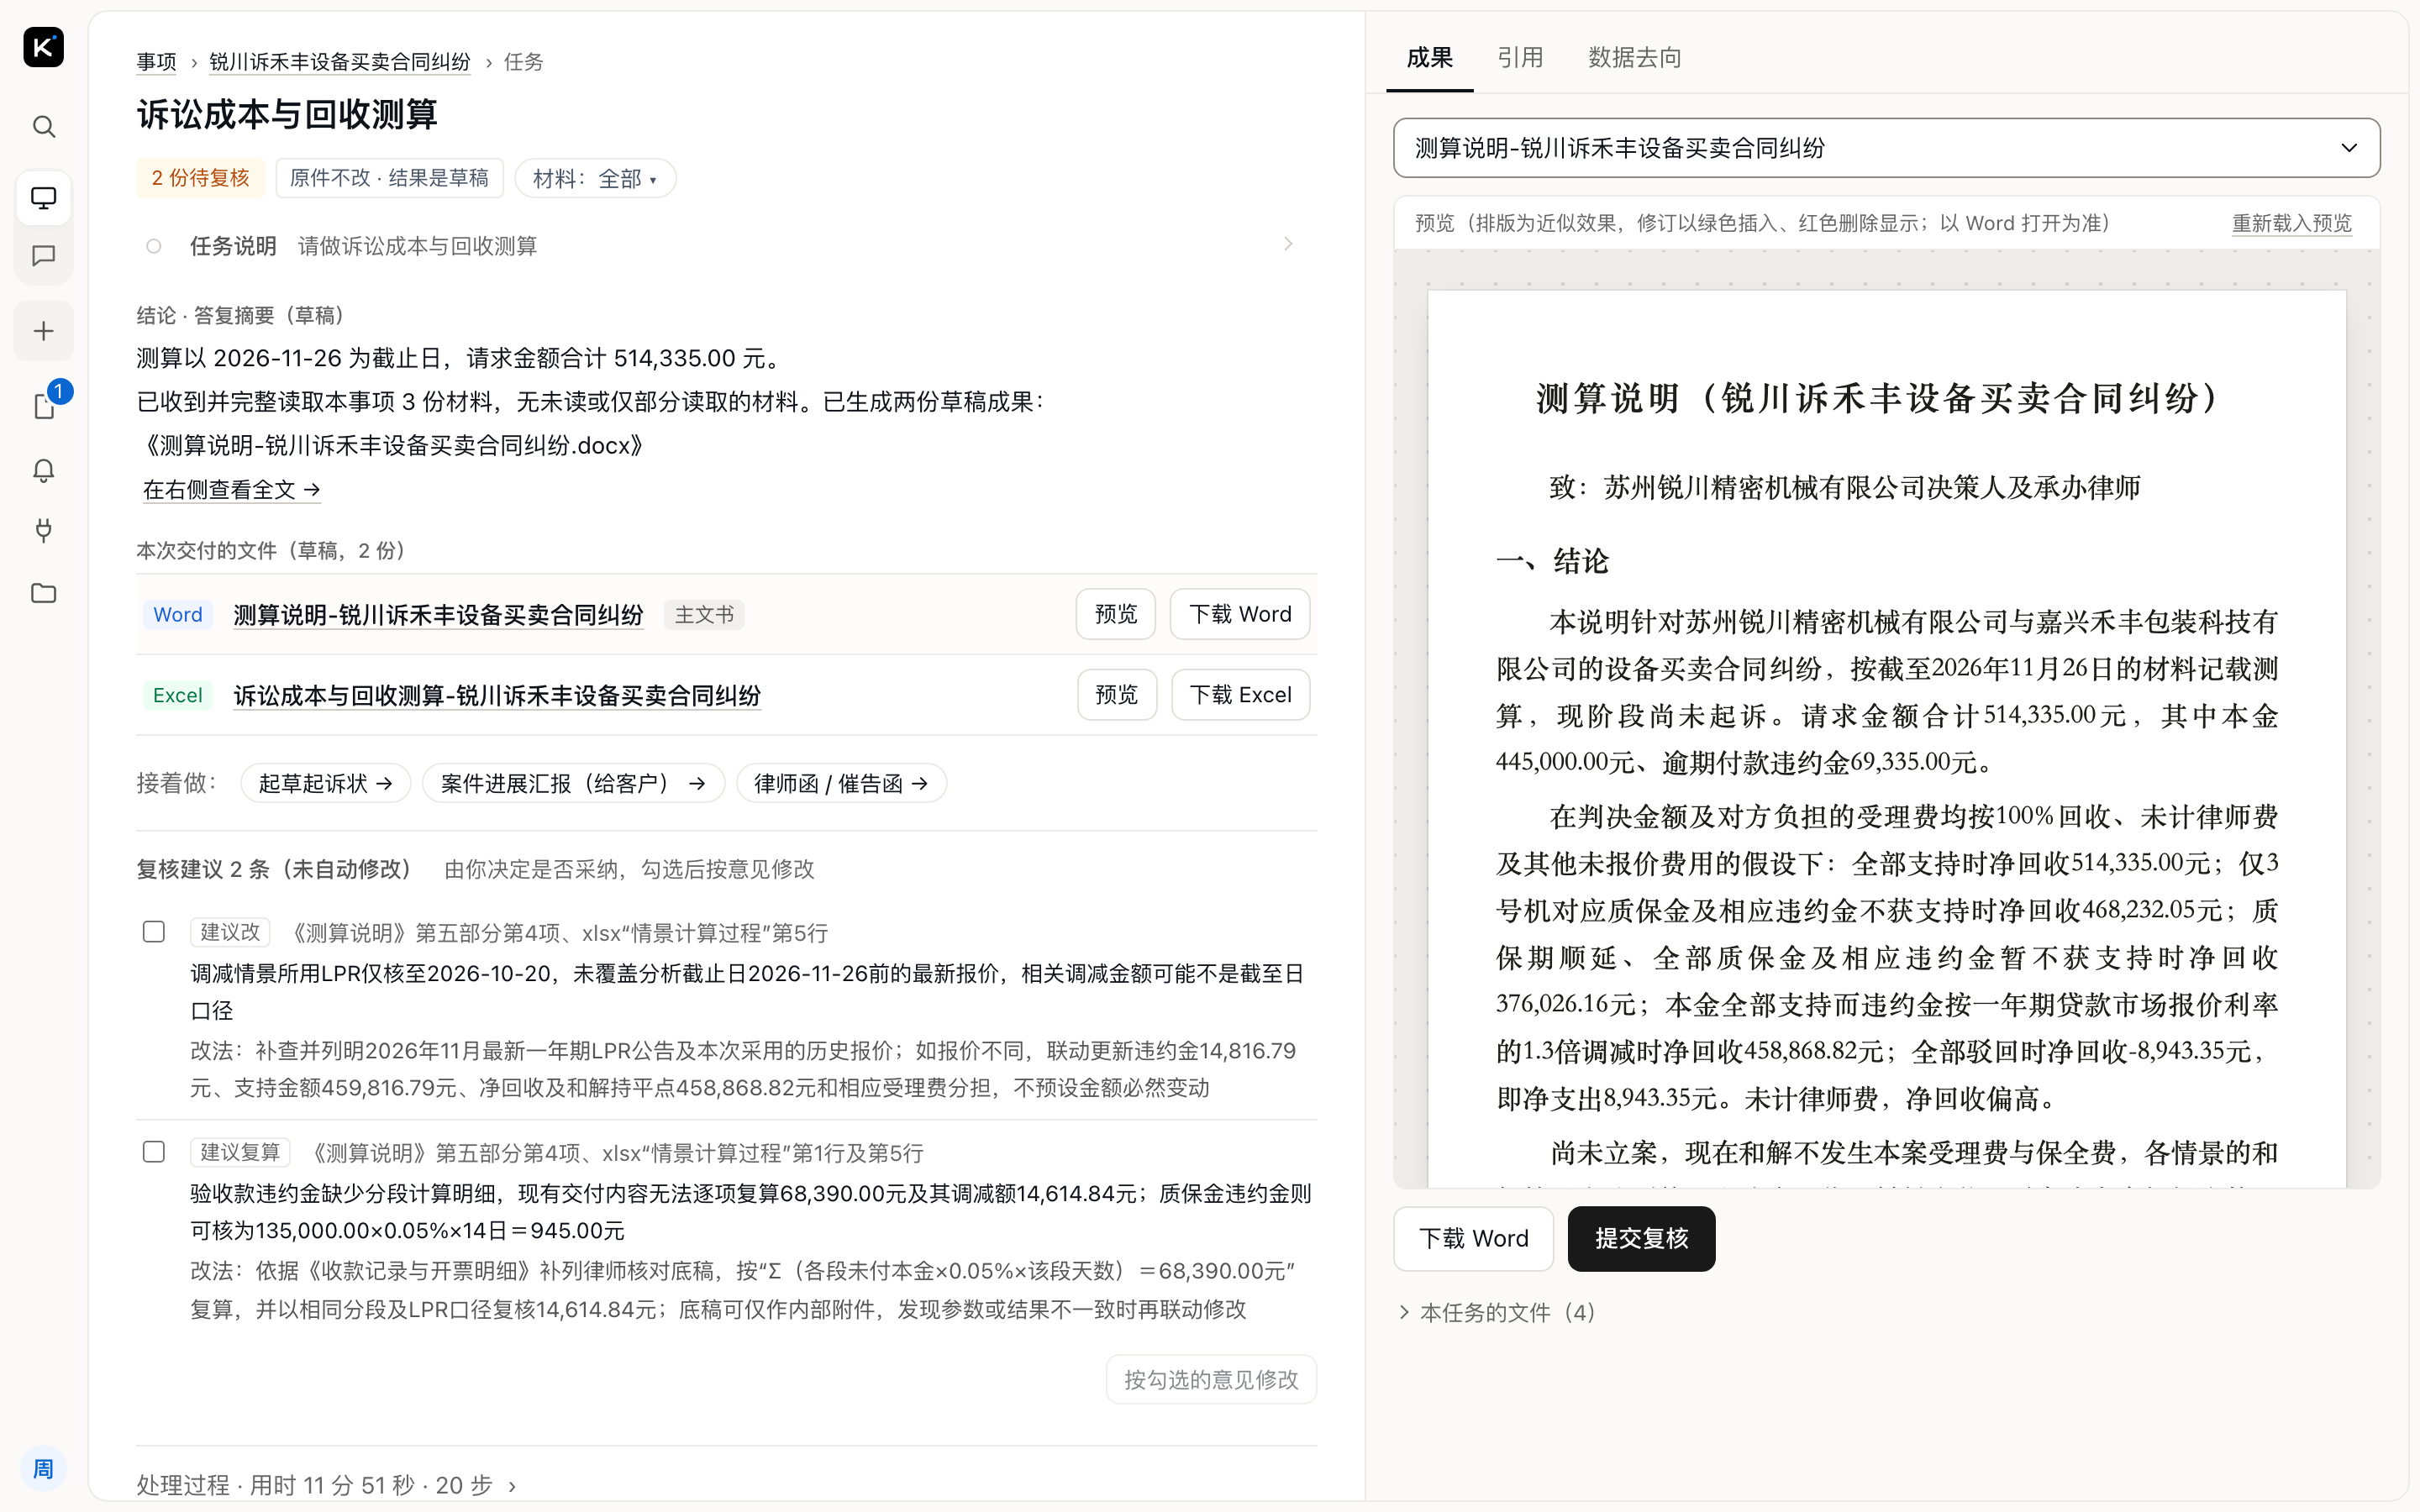 K
1
周
事项 › 锐川诉禾丰设备买卖合同纠纷 › 任务
诉讼成本与回收测算
2 份待复核 原件不改 · 结果是草稿 材料：全部 ▾
任务说明 请做诉讼成本与回收测算
结论 · 答复摘要（草稿）
测算以 2026-11-26 为截止日，请求金额合计 514,335.00 元。
已收到并完整读取本事项 3 份材料，无未读或仅部分读取的材料。已生成两份草稿成果：
《测算说明-锐川诉禾丰设备买卖合同纠纷.docx》
在右侧查看全文 →
本次交付的文件（草稿，2 份）
Word 测算说明-锐川诉禾丰设备买卖合同纠纷 主文书 预览 下载 Word
Excel 诉讼成本与回收测算-锐川诉禾丰设备买卖合同纠纷 预览 下载 Excel
接着做： 起草起诉状 → 案件进展汇报（给客户） → 律师函 / 催告函 →
复核建议 2 条（未自动修改） 由你决定是否采纳，勾选后按意见修改
建议改 《测算说明》第五部分第4项、xlsx“情景计算过程”第5行
调减情景所用LPR仅核至2026-10-20，未覆盖分析截止日2026-11-26前的最新报价，相关调减金额可能不是截至日
口径
改法：补查并列明2026年11月最新一年期LPR公告及本次采用的历史报价；如报价不同，联动更新违约金14,816.79
元、支持金额459,816.79元、净回收及和解持平点458,868.82元和相应受理费分担，不预设金额必然变动
建议复算 《测算说明》第五部分第4项、xlsx“情景计算过程”第1行及第5行
验收款违约金缺少分段计算明细，现有交付内容无法逐项复算68,390.00元及其调减额14,614.84元；质保金违约金则
可核为135,000.00×0.05%×14日＝945.00元
改法：依据《收款记录与开票明细》补列律师核对底稿，按“Σ（各段未付本金×0.05%×该段天数）＝68,390.00元”
复算，并以相同分段及LPR口径复核14,614.84元；底稿可仅作内部附件，发现参数或结果不一致时再联动修改
按勾选的意见修改
处理过程 · 用时 11 分 51 秒 · 20 步 ›
成果 引用 数据去向
测算说明-锐川诉禾丰设备买卖合同纠纷
预览（排版为近似效果，修订以绿色插入、红色删除显示；以 Word 打开为准） 重新载入预览
测算说明（锐川诉禾丰设备买卖合同纠纷）
致：苏州锐川精密机械有限公司决策人及承办律师
一、结论
本说明针对苏州锐川精密机械有限公司与嘉兴禾丰包装科技有
限公司的设备买卖合同纠纷，按截至2026年11月26日的材料记载测
算，现阶段尚未起诉。请求金额合计514,335.00元，其中本金
445,000.00元、逾期付款违约金69,335.00元。
在判决金额及对方负担的受理费均按100%回收、未计律师费
及其他未报价费用的假设下：全部支持时净回收514,335.00元；仅3
号机对应质保金及相应违约金不获支持时净回收468,232.05元；质
保期顺延、全部质保金及相应违约金暂不获支持时净回收
376,026.16元；本金全部支持而违约金按一年期贷款市场报价利率
的1.3倍调减时净回收458,868.82元；全部驳回时净回收-8,943.35元，
即净支出8,943.35元。未计律师费，净回收偏高。
尚未立案，现在和解不发生本案受理费与保全费，各情景的和
下载 Word 提交复核
本任务的文件（4）